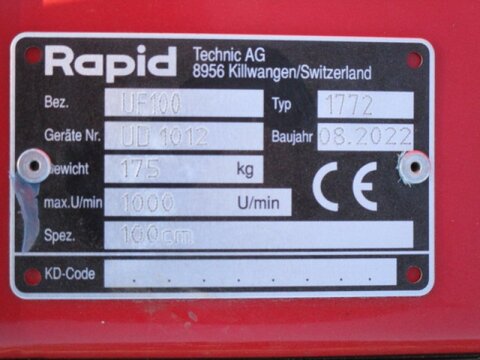 Rapid Technic AG
8956 Killwangen/Switzerland
Bez. UF100 Typ 1772
Geräte Nr. UD 1012 Baujahr 08.2022
ewicht 175 kg
max.U/min 1000 U/min
CE
Spez. 100cm
KD-Code . . . . . . . .